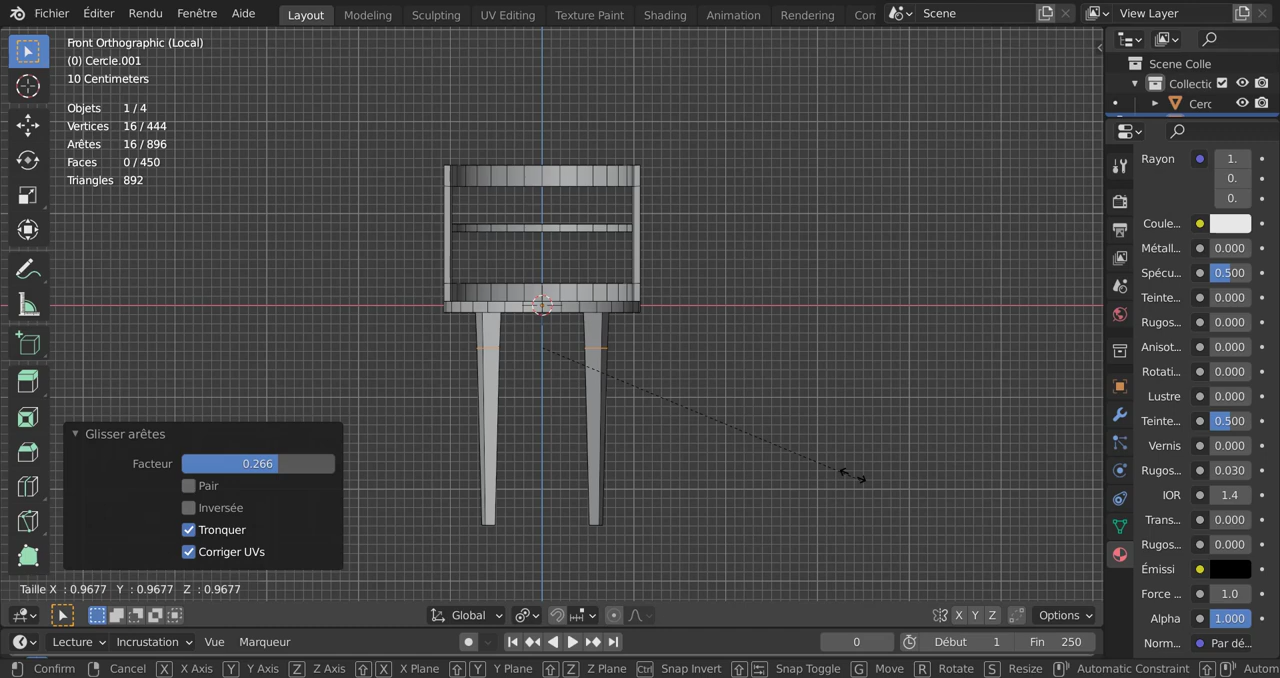 Fichier Éditer Rendu Fenêtre Aide Layout Modeling Sculpting UV Editing Texture Paint Shading Animation Rendering Com Scene View Layer
Front Orthographic (Local)
(0) Cercle.001
10 Centimeters
Objets 1 / 4
Vertices 16 / 444
Arêtes 16 / 896
Faces 0 / 450
Triangles 892
Scene Colle
Collectic
Cerc
Rayon 1.
0.
0.
Coule...
Métall... 0.000
Spécu... 0.500
Teinte... 0.000
Rugos... 0.000
Anisot... 0.000
Rotati... 0.000
Lustre 0.000
Teinte... 0.500
Vernis 0.000
Rugos... 0.030
IOR 1.4
Trans... 0.000
Rugos... 0.000
Émissi
Force ... 1.0
Alpha 1.000
Norm... Par dé...
Glisser arêtes
Facteur 0.266
Pair
Inversée
Tronquer
Corriger UVs
Taille X : 0.9677 Y : 0.9677 Z : 0.9677
Global X Y Z Options
Lecture Incrustation Vue Marqueur 0 Début 1 Fin 250
Confirm Cancel X X Axis Y Y Axis Z Z Axis X X Plane Y Y Plane Z Z Plane Ctrl Snap Invert Snap Toggle G Move R Rotate S Resize Automatic Constraint Autom